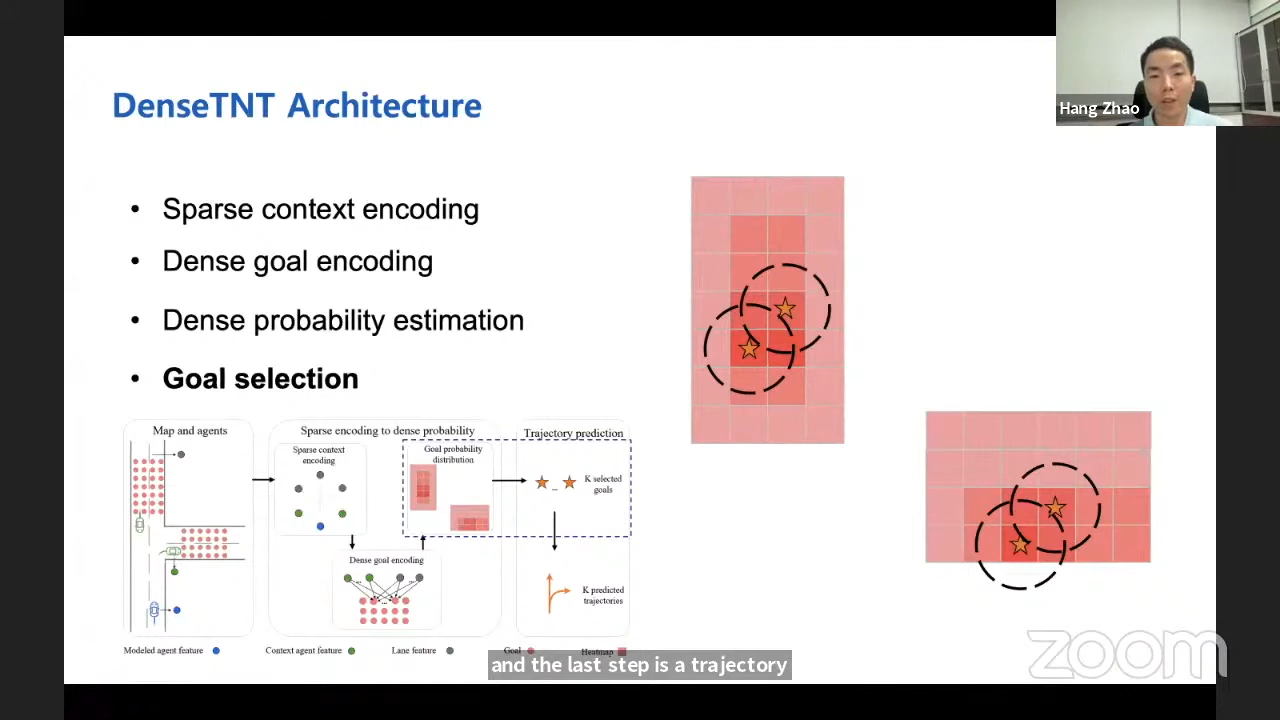 DenseTNT Architecture
Hang Zhao
• Sparse context encoding
• Dense goal encoding
• Dense probability estimation
• Goal selection
Map and agents
Sparse encoding to dense probability
Trajectory prediction
Sparse context
encoding
Goal probability
distribution
K selected
goals
Dense goal encoding
K predicted
trajectories
Modeled agent feature
Context agent feature
Lane feature
Goal
Heatmap
and the last step is a trajectory
zoom